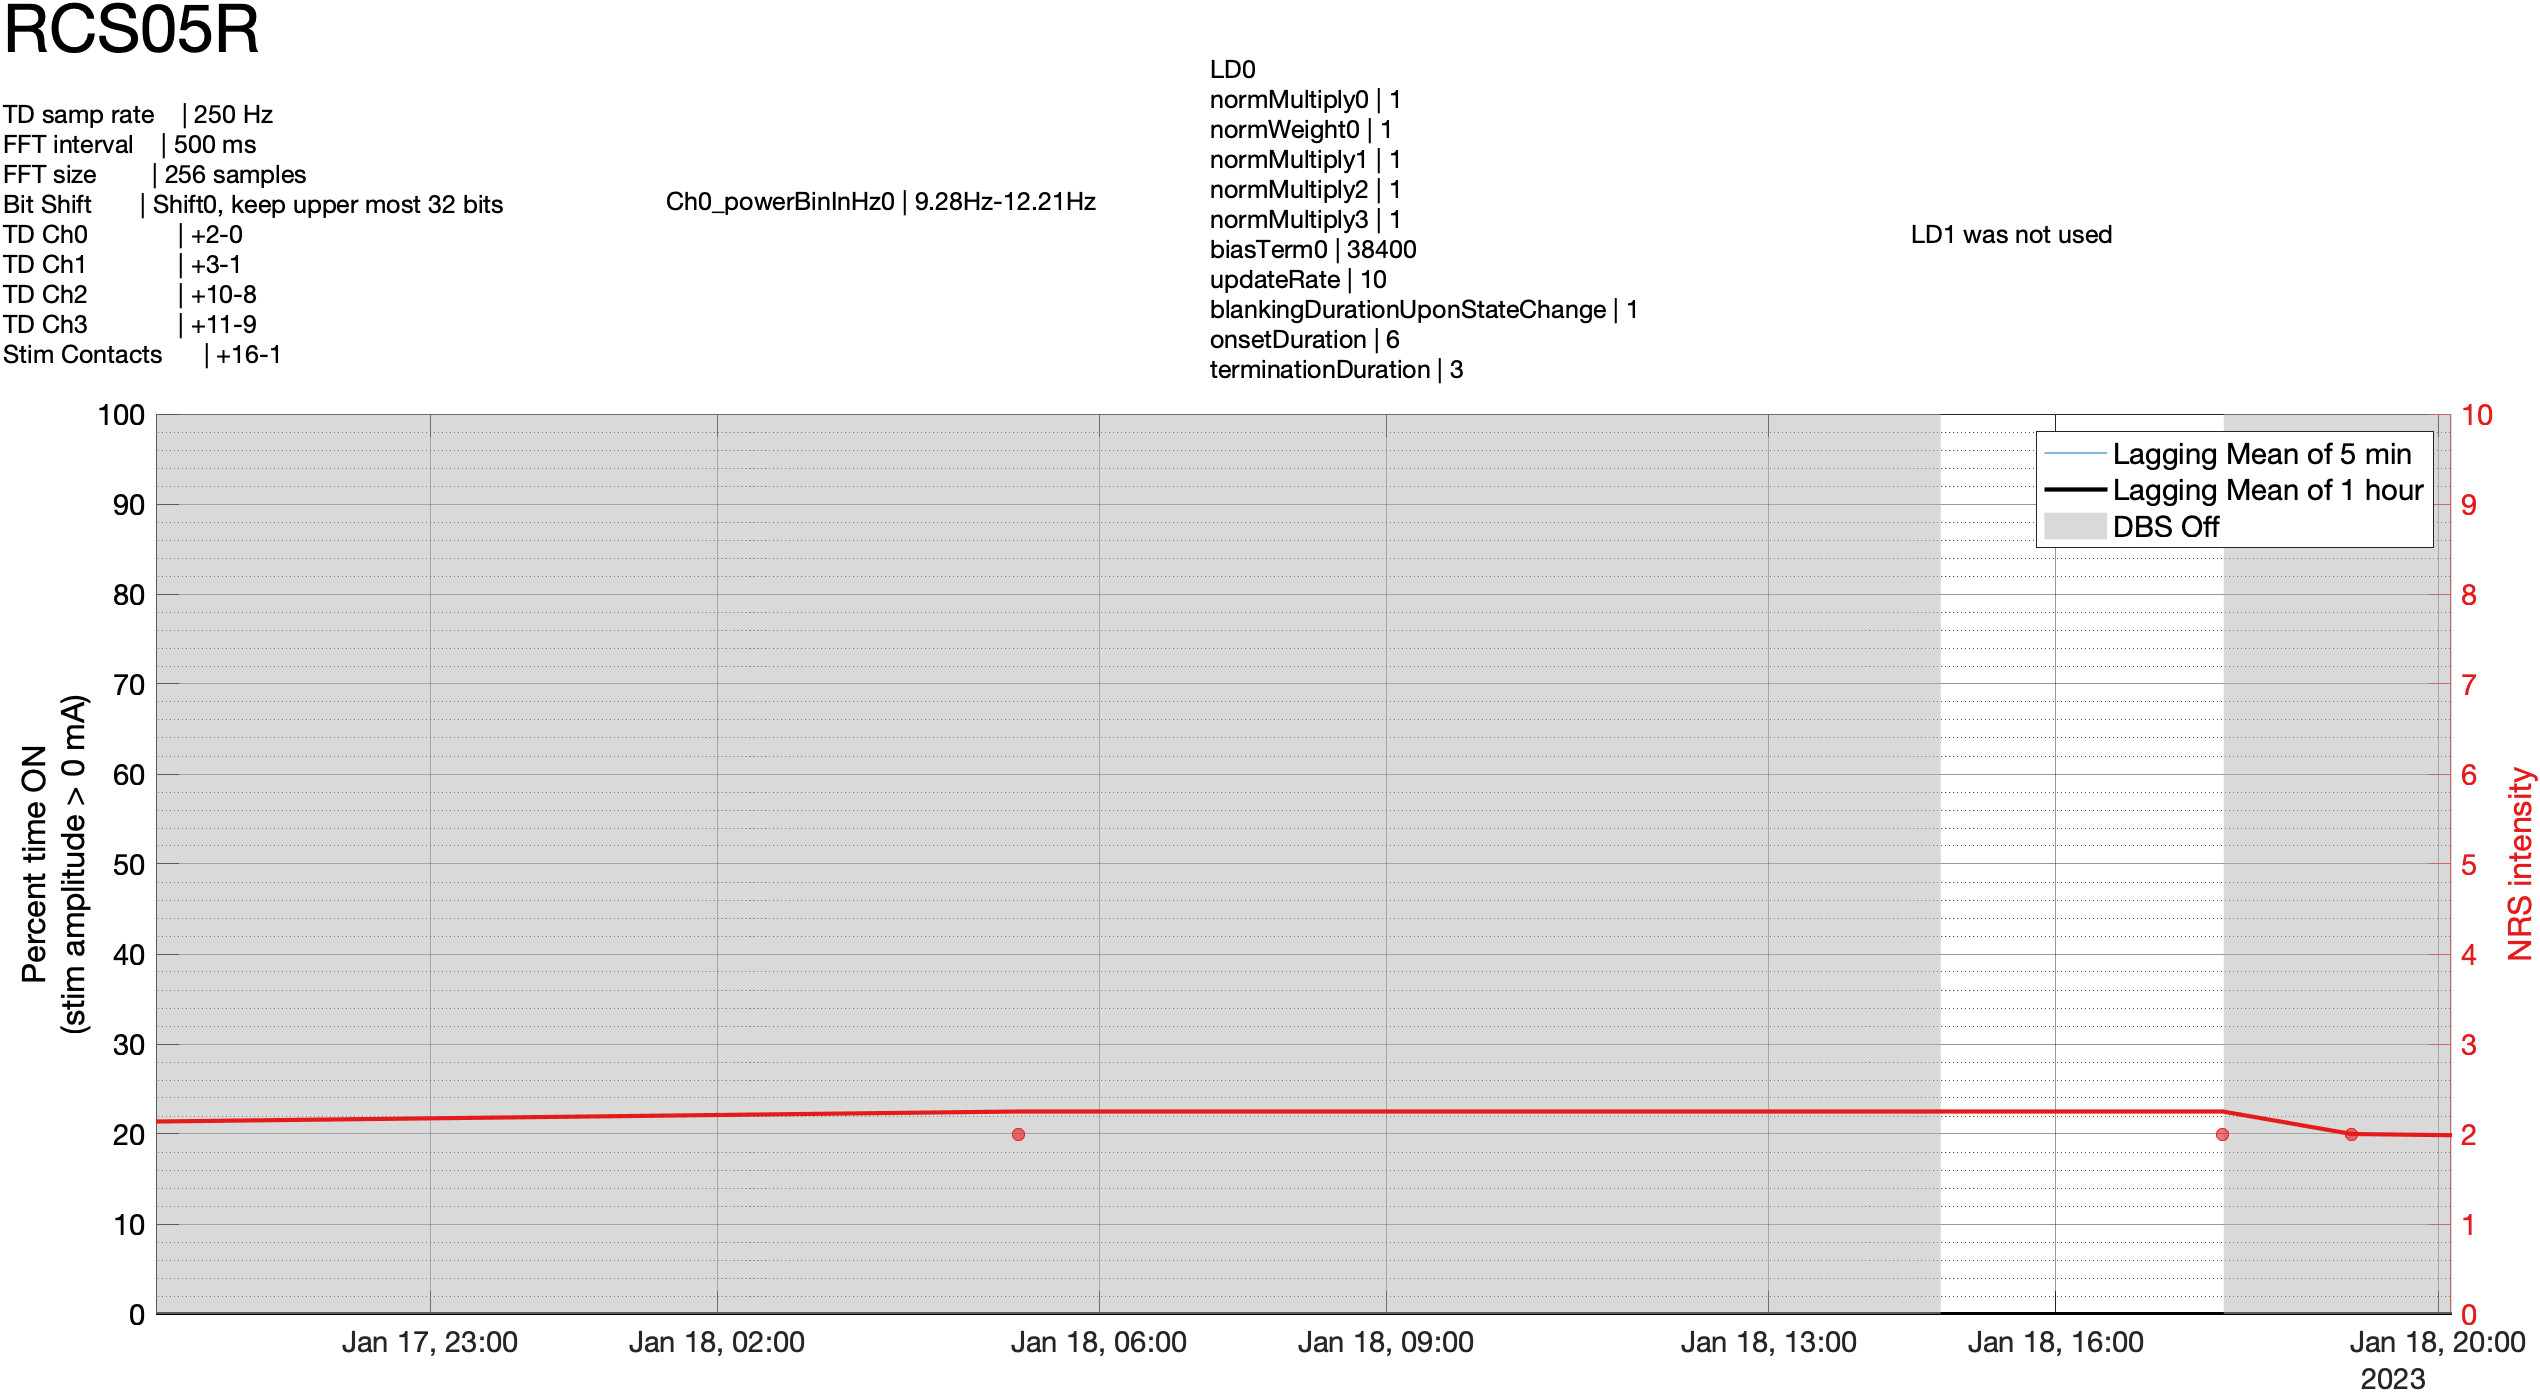 RCS05R
TD samp rate | 250 Hz
FFT interval | 500 ms
FFT size | 256 samples
Bit Shift | Shift0, keep upper most 32 bits
TD Ch0 | +2-0
TD Ch1 | +3-1
TD Ch2 | +10-8
TD Ch3 | +11-9
Stim Contacts | +16-1
Ch0_powerBinInHz0 | 9.28Hz-12.21Hz
LD0
normMultiply0 | 1
normWeight0 | 1
normMultiply1 | 1
normMultiply2 | 1
normMultiply3 | 1
biasTerm0 | 38400
updateRate | 10
blankingDurationUponStateChange | 1
onsetDuration | 6
terminationDuration | 3
LD1 was not used
Percent time ON
(stim amplitude > 0 mA)
100
90
80
70
60
50
40
30
20
10
0
Lagging Mean of 5 min
Lagging Mean of 1 hour
DBS Off
10
9
8
7
6
5
4
3
2
1
0
NRS intensity
Jan 17, 23:00
Jan 18, 02:00
Jan 18, 06:00
Jan 18, 09:00
Jan 18, 13:00
Jan 18, 16:00
Jan 18, 20:00
2023